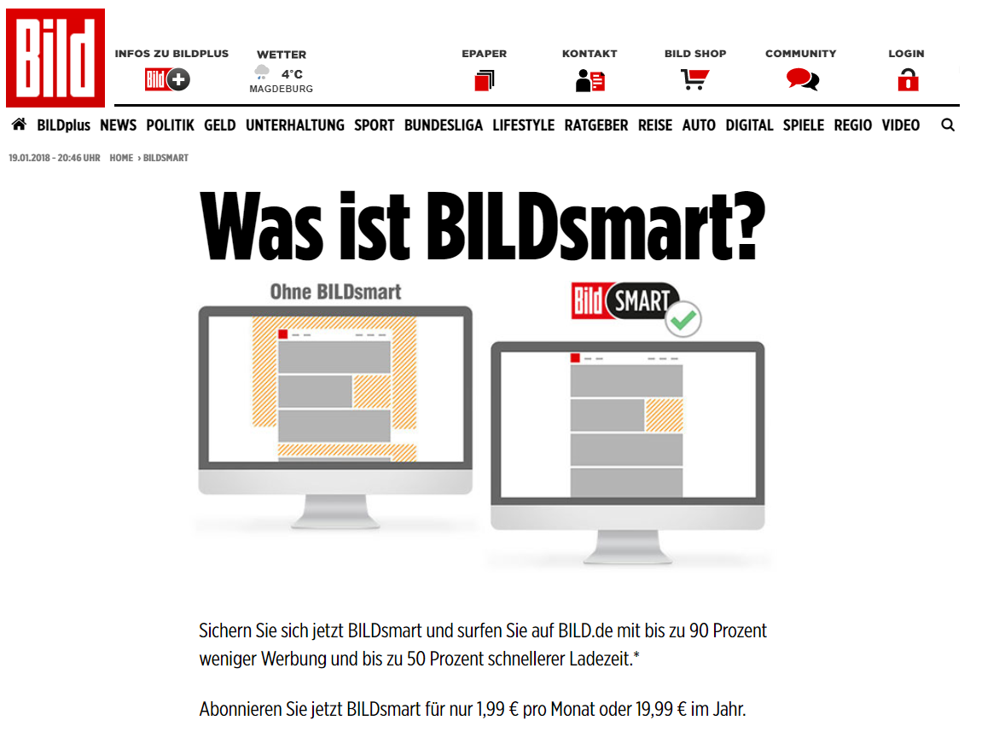 Bild
INFOS ZU BILDPLUS
Bild +
WETTER
4°C
MAGDEBURG
EPAPER
KONTAKT
BILD SHOP
COMMUNITY
LOGIN
BILDplus NEWS POLITIK GELD UNTERHALTUNG SPORT BUNDESLIGA LIFESTYLE RATGEBER REISE AUTO DIGITAL SPIELE REGIO VIDEO
19.01.2018 - 20:46 UHR HOME › BILDSMART
Was ist BILDsmart?
Ohne BILDsmart
Bild SMART
Sichern Sie sich jetzt BILDsmart und surfen Sie auf BILD.de mit bis zu 90 Prozent
weniger Werbung und bis zu 50 Prozent schnellerer Ladezeit.*
Abonnieren Sie jetzt BILDsmart für nur 1,99 € pro Monat oder 19,99 € im Jahr.